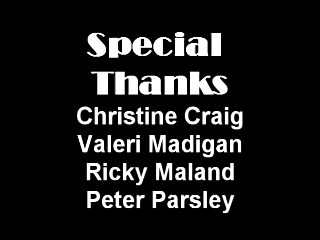 Special
Thanks
Christine Craig
Valeri Madigan
Ricky Maland
Peter Parsley